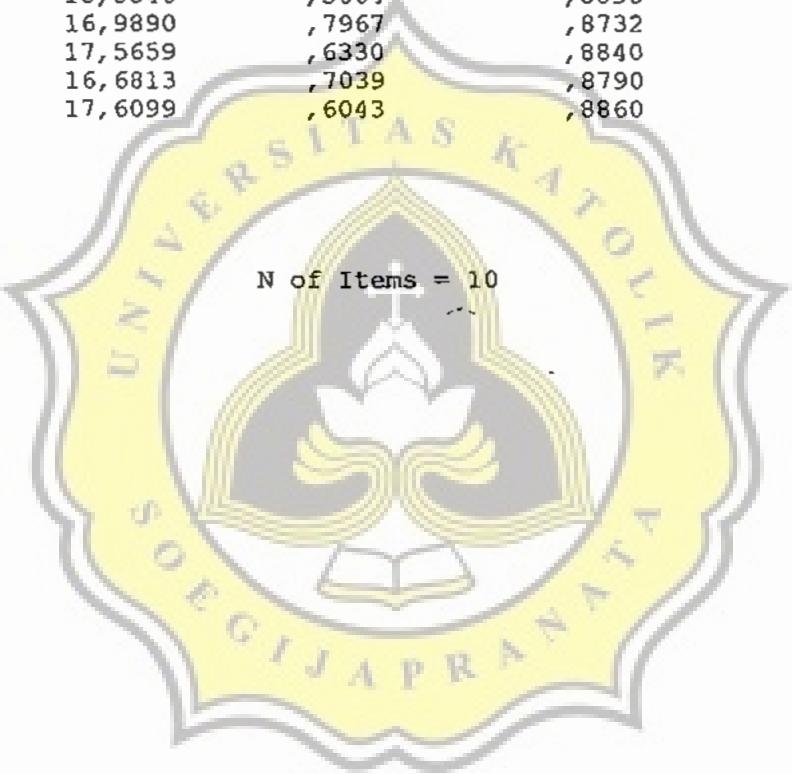 16,9890 ,7967 ,8732
17,5659 ,6330 ,8840
16,6813 ,7039 ,8790
17,6099 ,6043 ,8860
N of Items = 10
UNIVERSITAS KATOLIK
SOEGIJAPRANATA